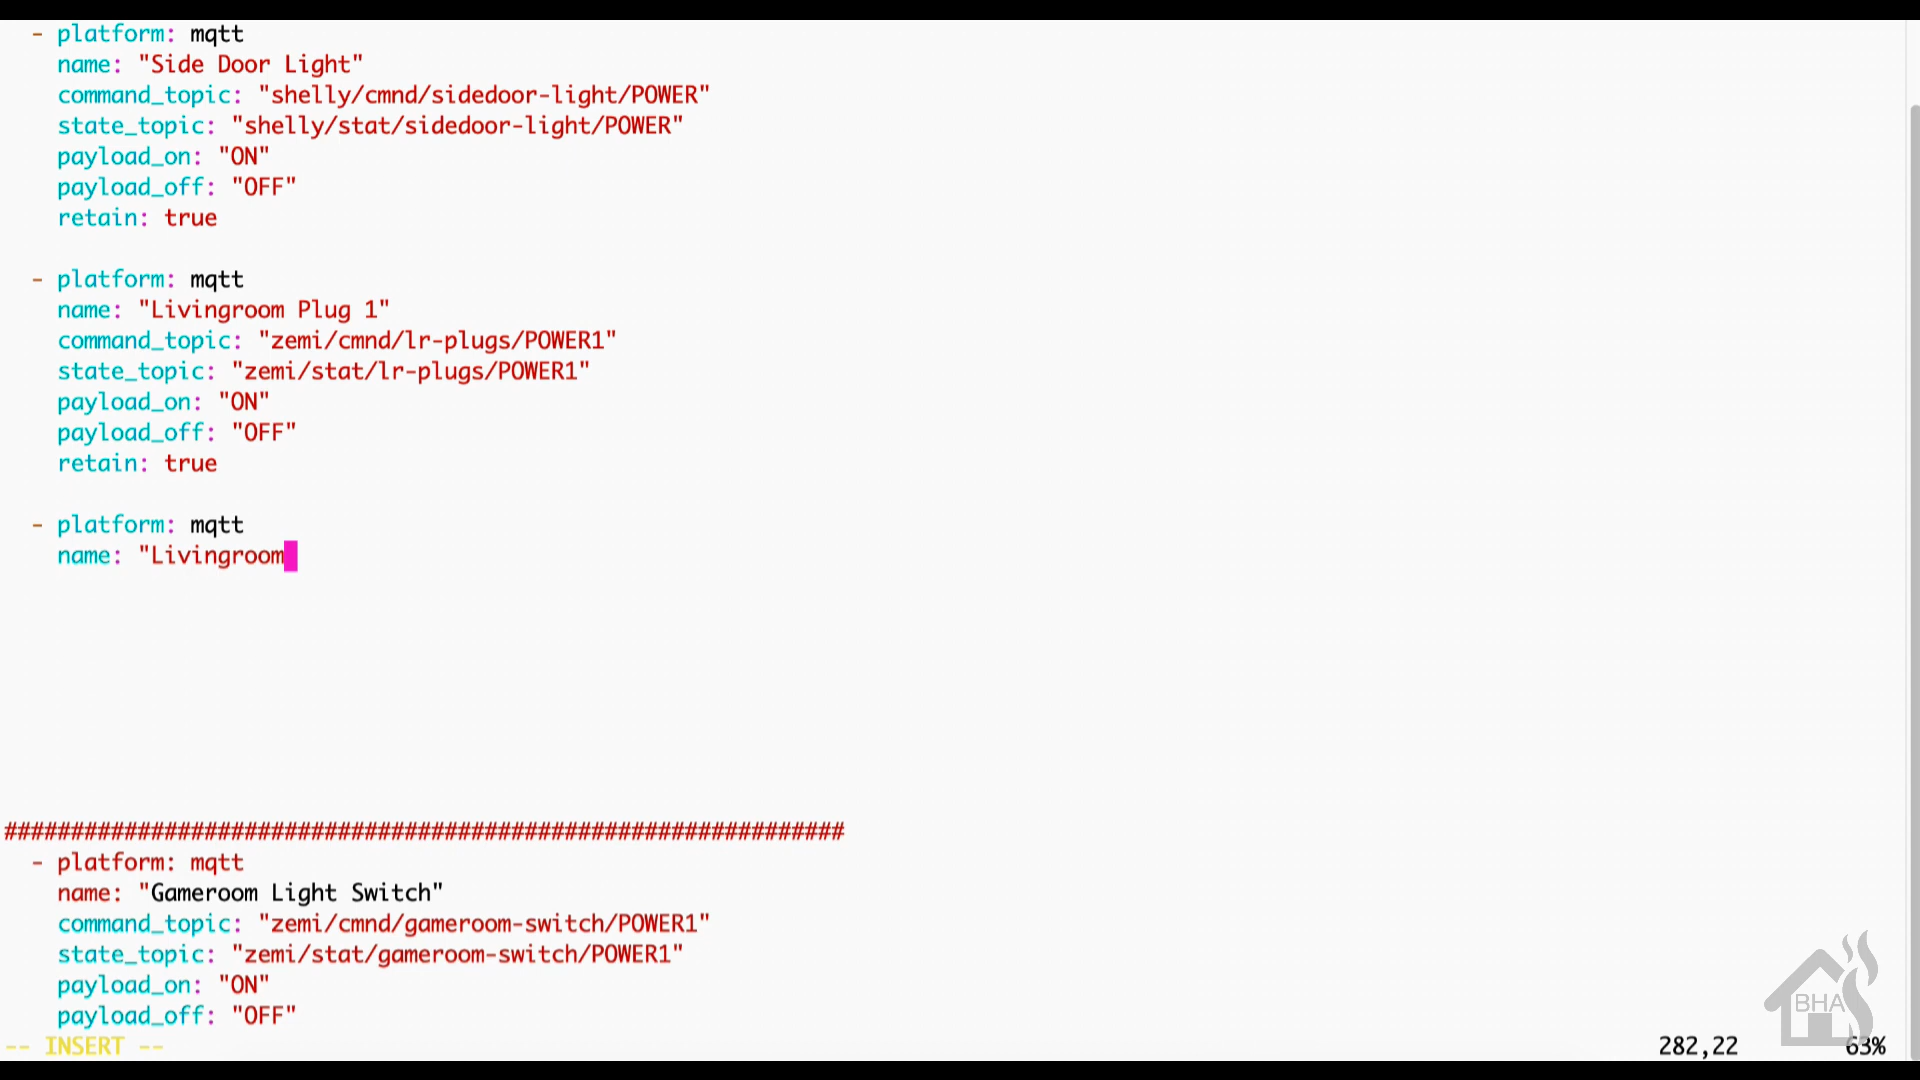 - platform: mqtt
name: "Side Door Light"
command_topic: "shelly/cmnd/sidedoor-light/POWER"
state_topic: "shelly/stat/sidedoor-light/POWER"
payload_on: "ON"
payload_off: "OFF"
retain: true
- platform: mqtt
name: "Livingroom Plug 1"
command_topic: "zemi/cmnd/lr-plugs/POWER1"
state_topic: "zemi/stat/lr-plugs/POWER1"
payload_on: "ON"
payload_off: "OFF"
retain: true
- platform: mqtt
name: "Livingroom
###############################################################
- platform: mqtt
name: "Gameroom Light Switch"
command_topic: "zemi/cmnd/gameroom-switch/POWER1"
state_topic: "zemi/stat/gameroom-switch/POWER1"
payload_on: "ON"
payload_off: "OFF"
BHA
-- INSERT -- 282,22 63%